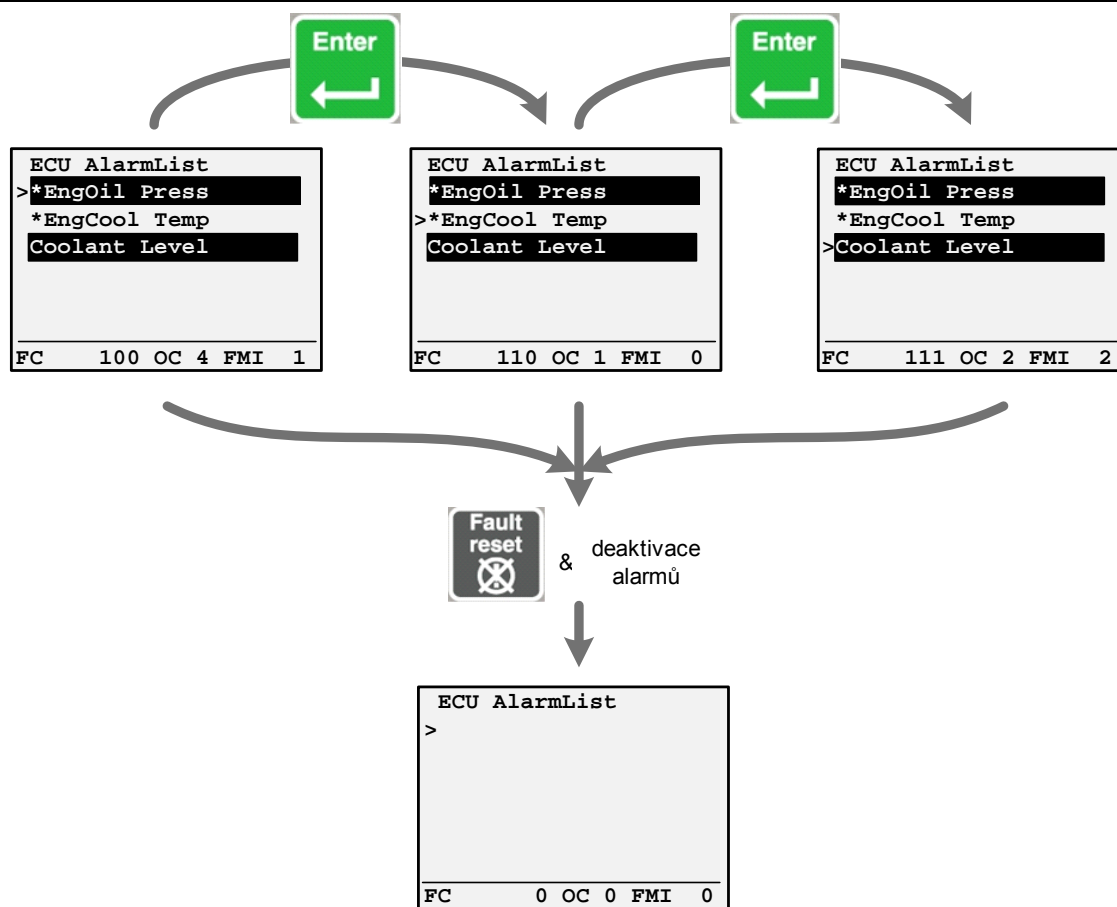 Enter
Enter
ECU AlarmList
>*EngOil Press
*EngCool Temp
Coolant Level
FC 100 OC 4 FMI 1
ECU AlarmList
*EngOil Press
>*EngCool Temp
Coolant Level
FC 110 OC 1 FMI 0
ECU AlarmList
*EngOil Press
*EngCool Temp
>Coolant Level
FC 111 OC 2 FMI 2
Fault
reset
& deaktivace
alarmů
ECU AlarmList
>
FC 0 OC 0 FMI 0